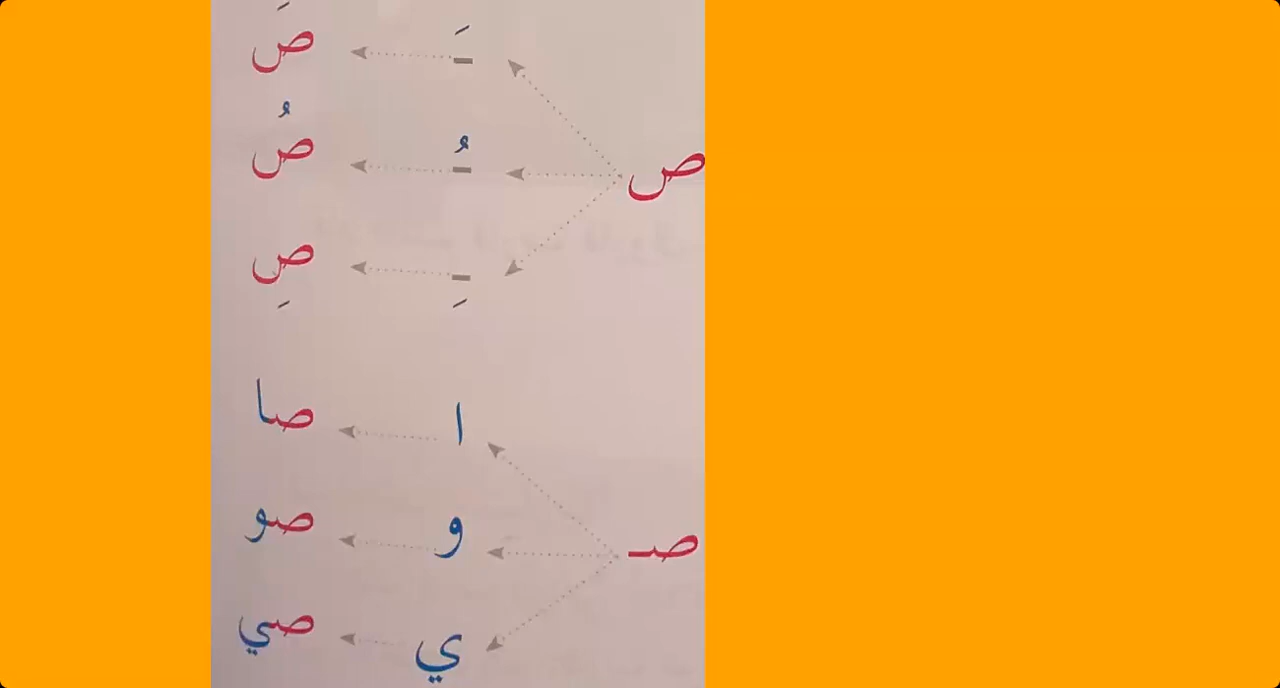 ـَ صَ
ص ـُ صُ
ـِ صِ
ا صا
صـ و صو
ي صي